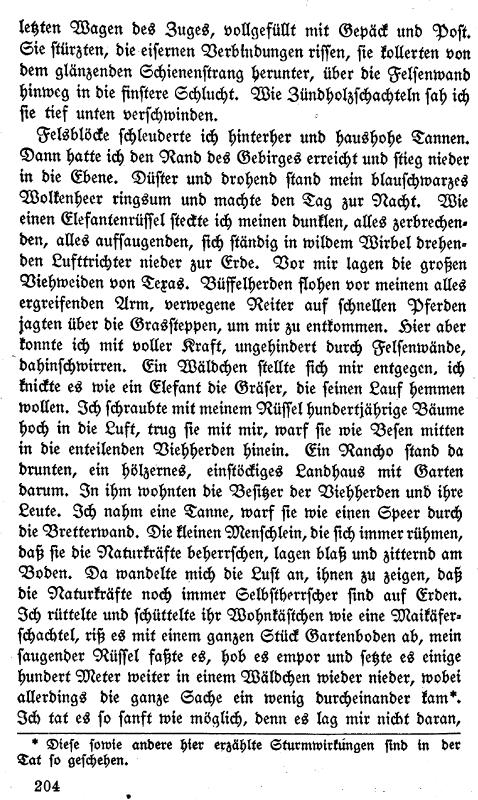 letzten Wagen des Zuges, vollgefüllt mit Gepäck und Post.
Sie stürzten, die eisernen Verbindungen rissen, sie kollerten von
dem glänzenden Schienenstrang herunter, über die Felsenwand
hinweg in die finstere Schlucht. Wie Zündholzschachteln sah ich
sie tief unten verschwinden.
Felsblöcke schleuderte ich hinterher und haushohe Tannen.
Dann hatte ich den Rand des Gebirges erreicht und stieg nieder
in die Ebene. Düster und drohend stand mein blauschwarzes
Wolkenheer ringsum und machte den Tag zur Nacht. Wie
einen Elefantenrüssel steckte ich meinen dunklen, alles zerbrechen-
den, alles aufsaugenden, sich ständig in wildem Wirbel drehen-
den Lufttrichter nieder zur Erde. Vor mir lagen die großen
Viehweiden von Texas. Büffelherden flohen vor meinem alles
ergreifenden Arm, verwegene Reiter auf schnellen Pferden
jagten über die Grassteppen, um mir zu entkommen. Hier aber
konnte ich mit voller Kraft, ungehindert durch Felsenwände,
dahinschwirren. Ein Wäldchen stellte sich mir entgegen, ich
knickte es wie ein Elefant die Gräser, die seinen Lauf hemmen
wollen. Ich schraubte mit meinem Rüssel hundertjährige Bäume
hoch in die Luft, trug sie mit mir, warf sie wie Besen mitten
in die enteilenden Viehherden hinein. Ein Rancho stand da
drunten, ein hölzernes, einstöckiges Landhaus mit Garten
darum. In ihm wohnten die Besitzer der Viehherden und ihre
Leute. Ich nahm eine Tanne, warf sie wie einen Speer durch
die Bretterwand. Die kleinen Menschlein, die sich immer rühmen,
daß sie die Naturkräfte beherrschen, lagen blaß und zitternd am
Boden. Da wandelte mich die Lust an, ihnen zu zeigen, daß
die Naturkräfte noch immer Selbstherrscher sind auf Erden.
Ich rüttelte und schüttelte ihr Wohnkästchen wie eine Maikäfer-
schachtel, riß es mit einem ganzen Stück Gartenboden ab, mein
saugender Rüssel faßte es, hob es empor und setzte es einige
hundert Meter weiter in einem Wäldchen wieder nieder, wobei
allerdings die ganze Sache ein wenig durcheinander kam*.
Ich tat es so sanft wie möglich, denn es lag mir nicht daran,
* Diese sowie andere hier erzählte Sturmwirkungen sind in der
Tat so geschehen.
204